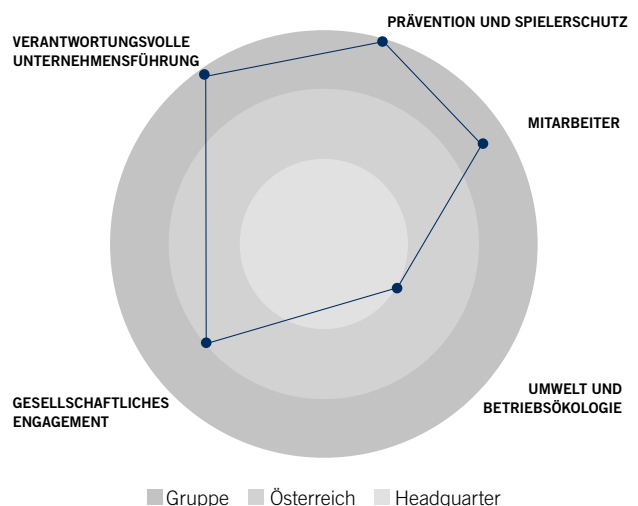 PRÄVENTION UND SPIELERSCHUTZ
VERANTWORTUNGSVOLLE
UNTERNEHMENSFÜHRUNG
MITARBEITER
UMWELT UND
BETRIEBSÖKOLOGIE
GESELLSCHAFTLICHES
ENGAGEMENT
Gruppe Österreich Headquarter